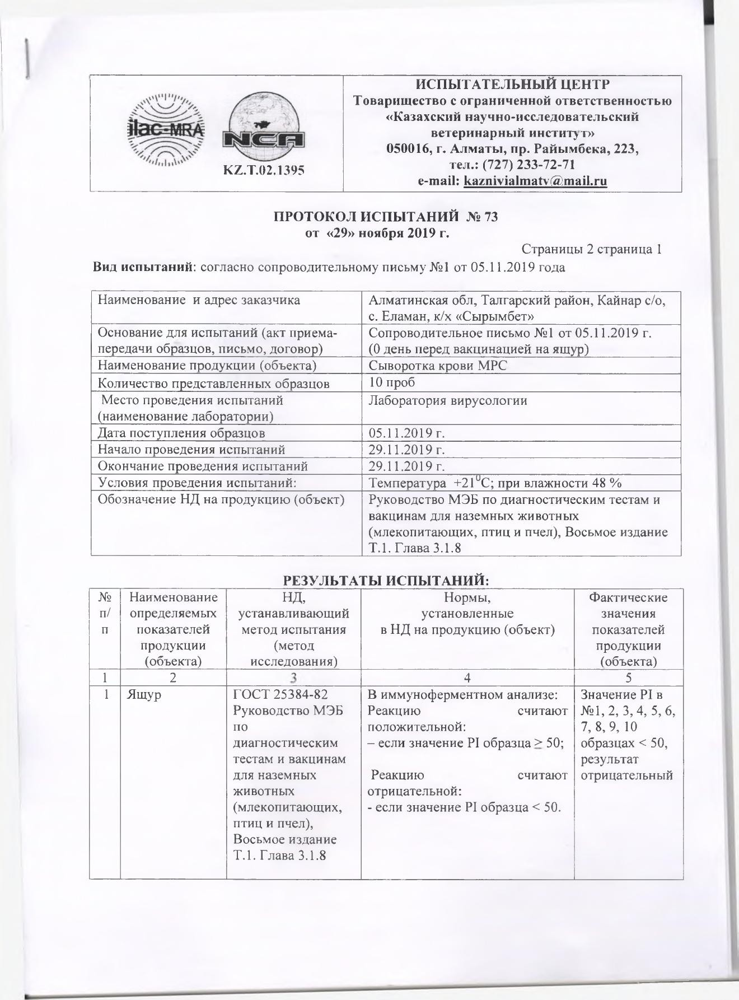 ilac-MRA
NCA
KZ.T.02.1395
ИСПЫТАТЕЛЬНЫЙ ЦЕНТР
Товарищество с ограниченной ответственностью
«Казахский научно-исследовательский
ветеринарный институт»
050016, г. Алматы, пр. Райымбека, 223,
тел.: (727) 233-72-71
e-mail: kaznivialmatv@mail.ru
ПРОТОКОЛ ИСПЫТАНИЙ № 73
от «29» ноября 2019 г.
Страницы 2 страница 1
Вид испытаний: согласно сопроводительному письму №1 от 05.11.2019 года
Наименование и адрес заказчика
Алматинская обл, Талгарский район, Кайнар с/о,
с. Еламан, к/х «Сырымбет»
Основание для испытаний (акт приема-
передачи образцов, письмо, договор)
Сопроводительное письмо №1 от 05.11.2019 г.
(0 день перед вакцинацией на ящур)
Наименование продукции (объекта)
Сыворотка крови МРС
Количество представленных образцов
10 проб
Место проведения испытаний
(наименование лаборатории)
Лаборатория вирусологии
Дата поступления образцов
05.11.2019 г.
Начало проведения испытаний
29.11.2019 г.
Окончание проведения испытаний
29.11.2019 г.
Условия проведения испытаний:
Температура +21⁰С; при влажности 48 %
Обозначение НД на продукцию (объект)
Руководство МЭБ по диагностическим тестам и
вакцинам для наземных животных
(млекопитающих, птиц и пчел), Восьмое издание
Т.1. Глава 3.1.8
РЕЗУЛЬТАТЫ ИСПЫТАНИЙ:
№
п/
п
Наименование
определяемых
показателей
продукции
(объекта)
НД,
устанавливающий
метод испытания
(метод
исследования)
Нормы,
установленные
в НД на продукцию (объект)
Фактические
значения
показателей
продукции
(объекта)
1
2
3
4
5
1
Ящур
ГОСТ 25384-82
Руководство МЭБ
по
диагностическим
тестам и вакцинам
для наземных
животных
(млекопитающих,
птиц и пчел),
Восьмое издание
Т.1. Глава 3.1.8
В иммуноферментном анализе:
Реакцию считают
положительной:
– если значение PI образца ≥ 50;
Реакцию считают
отрицательной:
- если значение PI образца < 50.
Значение PI в
№1, 2, 3, 4, 5, 6,
7, 8, 9, 10
образцах < 50,
результат
отрицательный